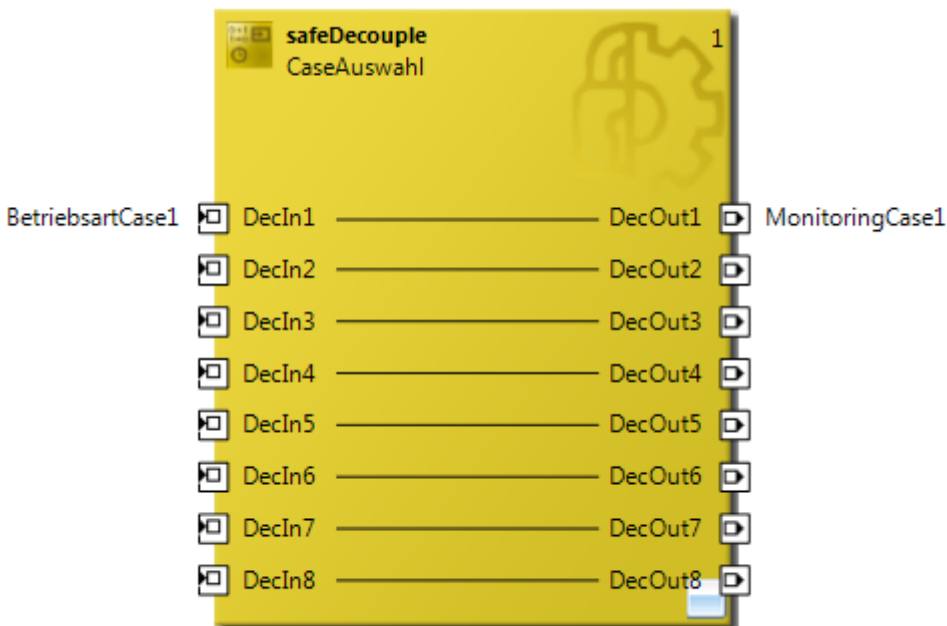 safeDecouple 1
CaseAuswahl
BetriebsartCase1 DecIn1 DecOut1 MonitoringCase1
DecIn2 DecOut2
DecIn3 DecOut3
DecIn4 DecOut4
DecIn5 DecOut5
DecIn6 DecOut6
DecIn7 DecOut7
DecIn8 DecOut8